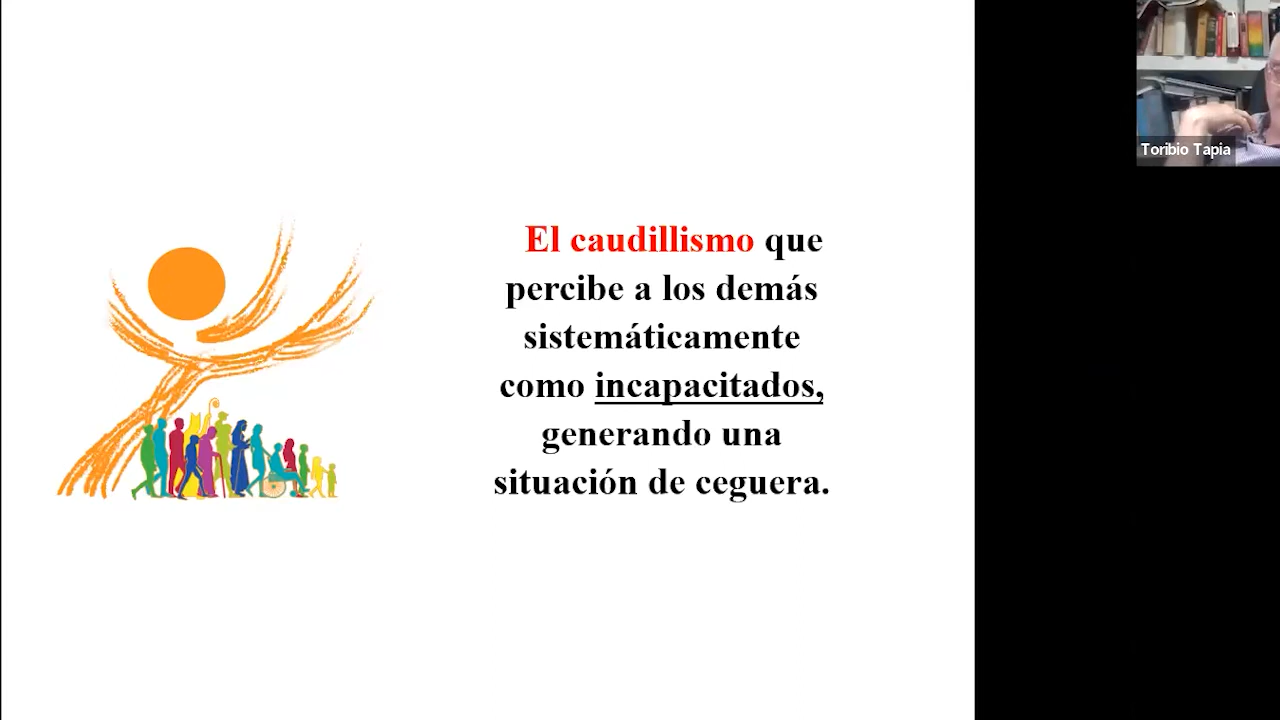 El caudillismo que
percibe a los demás
sistemáticamente
como incapacitados,
generando una
situación de ceguera.
Toribio Tapia